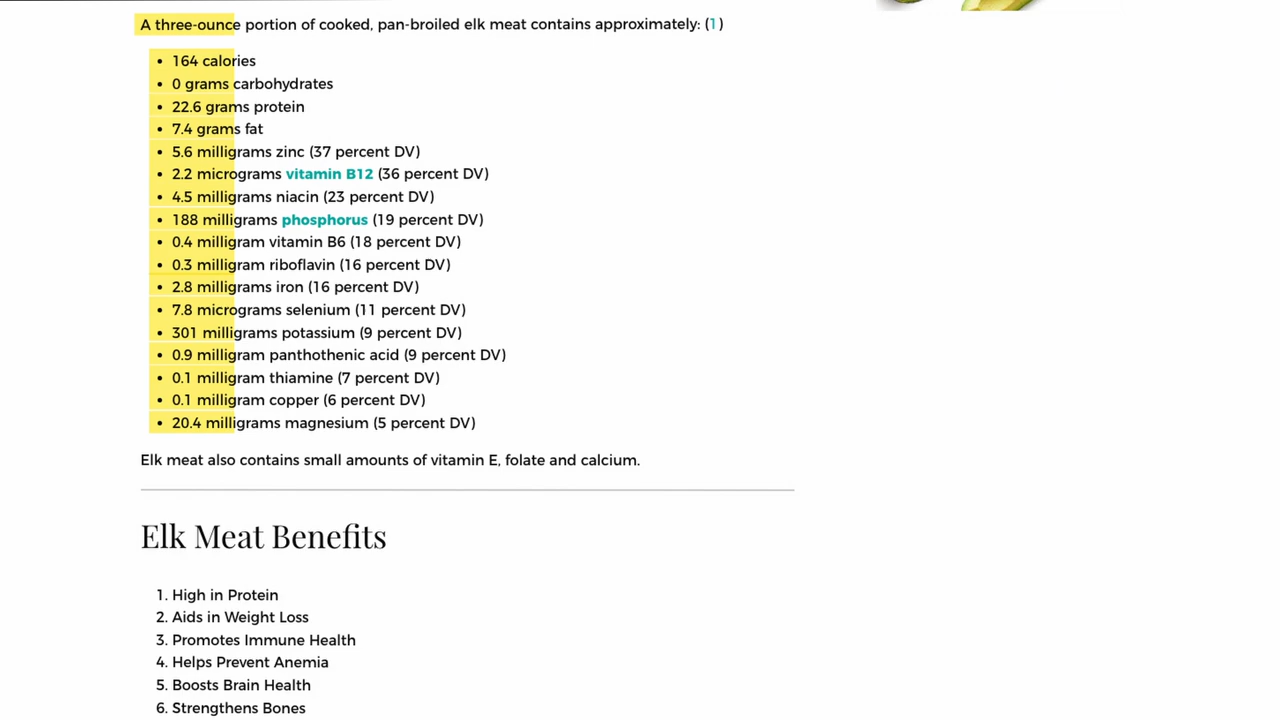 A three-ounce portion of cooked, pan-broiled elk meat contains approximately: (1)
• 164 calories
• 0 grams carbohydrates
• 22.6 grams protein
• 7.4 grams fat
• 5.6 milligrams zinc (37 percent DV)
• 2.2 micrograms vitamin B12 (36 percent DV)
• 4.5 milligrams niacin (23 percent DV)
• 188 milligrams phosphorus (19 percent DV)
• 0.4 milligram vitamin B6 (18 percent DV)
• 0.3 milligram riboflavin (16 percent DV)
• 2.8 milligrams iron (16 percent DV)
• 7.8 micrograms selenium (11 percent DV)
• 301 milligrams potassium (9 percent DV)
• 0.9 milligram panthothenic acid (9 percent DV)
• 0.1 milligram thiamine (7 percent DV)
• 0.1 milligram copper (6 percent DV)
• 20.4 milligrams magnesium (5 percent DV)
Elk meat also contains small amounts of vitamin E, folate and calcium.
Elk Meat Benefits
1. High in Protein
2. Aids in Weight Loss
3. Promotes Immune Health
4. Helps Prevent Anemia
5. Boosts Brain Health
6. Strengthens Bones